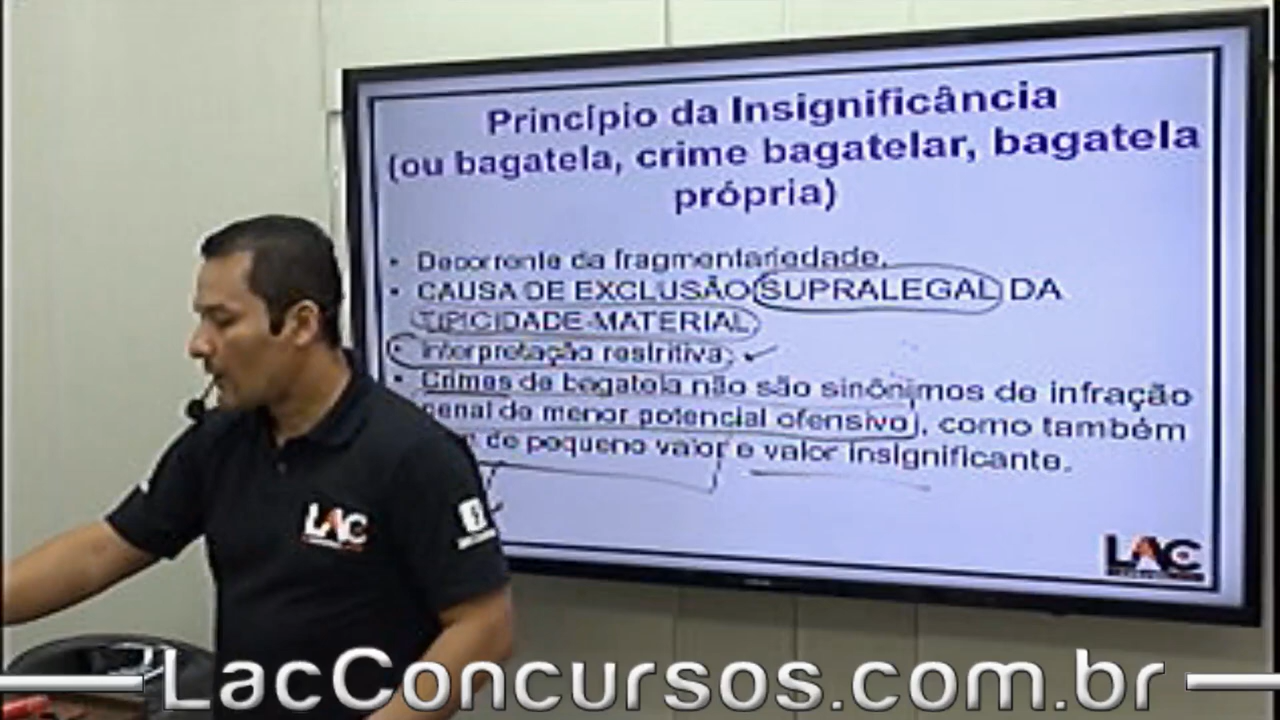 Princípio da Insignificância
(ou bagatela, crime bagatelar, bagatela
própria)
• Decorrente da fragmentariedade.
• CAUSA DE EXCLUSÃO SUPRALEGAL DA
TIPICIDADE MATERIAL
• Interpretação restritiva;
• Crimes de bagatela não são sinônimos de infração
penal de menor potencial ofensivo, como também
de pequeno valor e valor insignificante.
LAC
LAC
LacConcursos.com.br